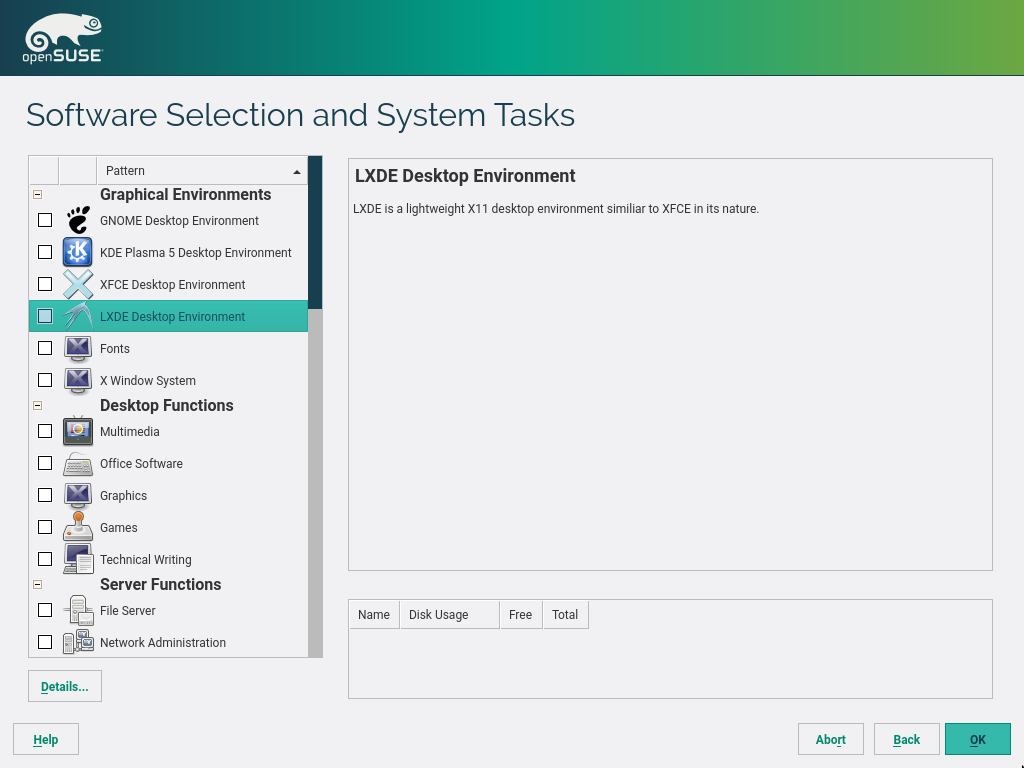 openSUSE
Software Selection and System Tasks
Pattern
Graphical Environments
GNOME Desktop Environment
KDE Plasma 5 Desktop Environment
XFCE Desktop Environment
LXDE Desktop Environment
Fonts
X Window System
Desktop Functions
Multimedia
Office Software
Graphics
Games
Technical Writing
Server Functions
File Server
Network Administration
Details...
LXDE Desktop Environment
LXDE is a lightweight X11 desktop environment similiar to XFCE in its nature.
Name Disk Usage Free Total
Help Abort Back OK